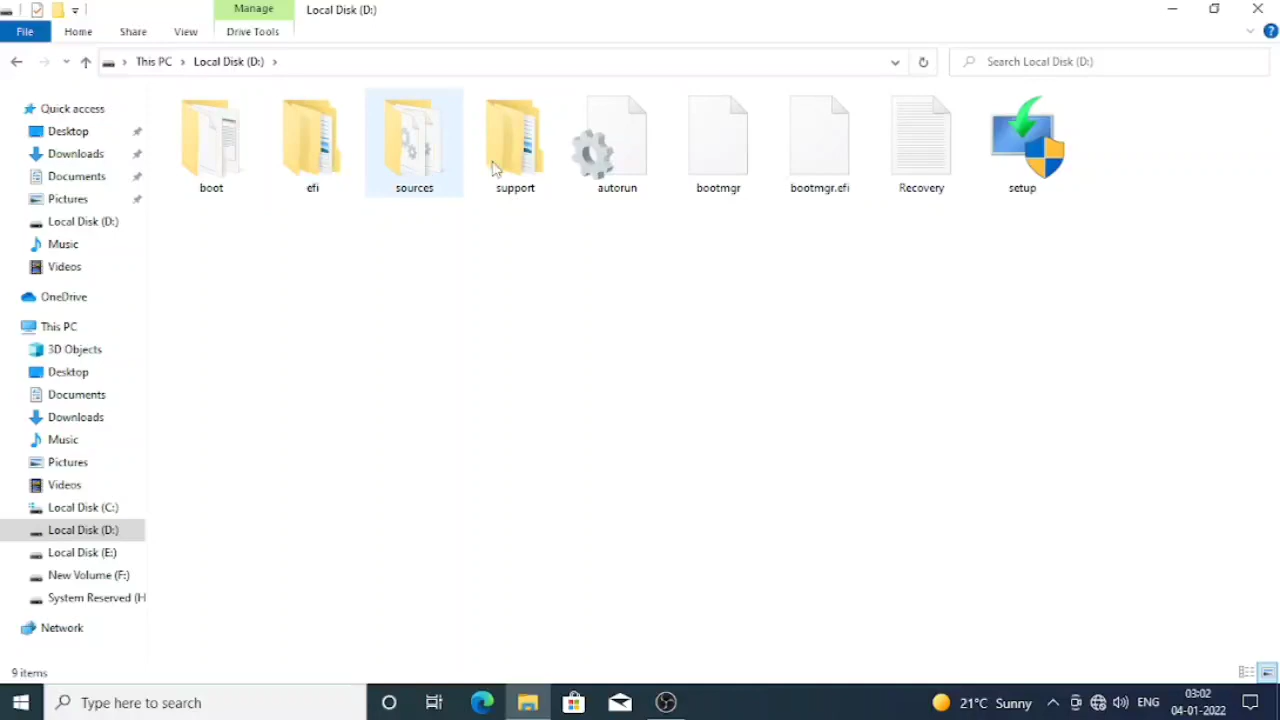 Manage
Local Disk (D:)
File
Home
Share
View
Drive Tools
This PC
Local Disk (D:)
Search Local Disk (D:)
Quick access
Desktop
Downloads
Documents
Pictures
Local Disk (D:)
Music
Videos
OneDrive
This PC
3D Objects
Desktop
Documents
Downloads
Music
Pictures
Videos
Local Disk (C:)
Local Disk (D:)
Local Disk (E:)
New Volume (F:)
System Reserved (H
Network
boot
efi
sources
support
autorun
bootmgr
bootmgr.efi
Recovery
setup
9 items
Type here to search
21°C Sunny
ENG
03:02
04-01-2022